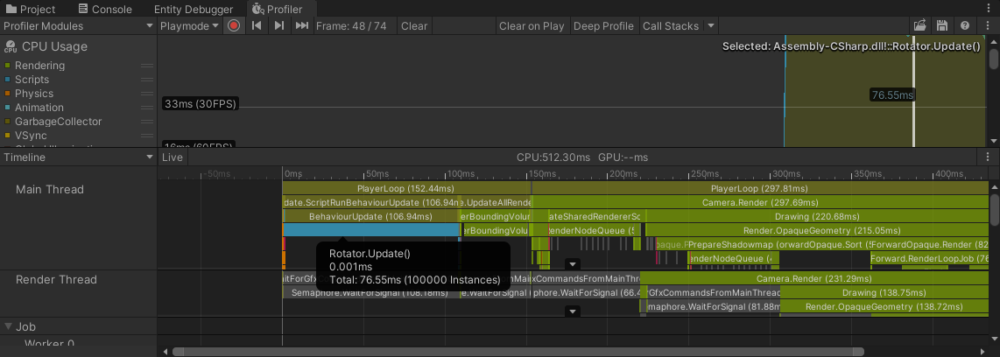 Project Console Entity Debugger Profiler
Profiler Modules Playmode Frame: 48 / 74 Clear Clear on Play Deep Profile Call Stacks
CPU Usage
Selected: Assembly-CSharp.dll!::Rotator.Update()
Rendering
Scripts
Physics
76.55ms
Animation
33ms (30FPS)
GarbageCollector
VSync
16ms (60FPS)
Timeline Live CPU:512.30ms GPU:--ms
-50ms 0ms 50ms 100ms 150ms 200ms 250ms 300ms 350ms 400ms
Main Thread
PlayerLoop (152.44ms) PlayerLoop (297.81ms)
date.ScriptRunBehaviourUpdate (106.94m e.UpdateAllRende Camera.Render (297.69ms)
BehaviourUpdate (106.94ms) erBoundingVolu ateSharedRendererSc Drawing (220.68ms)
erBoundingVolu enderNodeQueue (5 Render.OpaqueGeometry (215.05ms)
paque.F PrepareShadowmap ( orwardOpaque.Sort (5 ForwardOpaque.Render (82
enderNodeQueue ( Forward.RenderLoopJob (76
Rotator.Update()
0.001ms
Total: 76.55ms (100000 Instances)
Render Thread
aitForGf xCommandsFromMainThr Camera.Render (231.29ms)
Semaphore.WaitForSignal (108.18ms) e.WaitForSignal phore.WaitForSignal (66.4 GfxCommandsFromMainThread Drawing (138.75ms)
maphore.WaitForSignal (81.88m Render.OpaqueGeometry (138.72ms)
Job
Worker 0